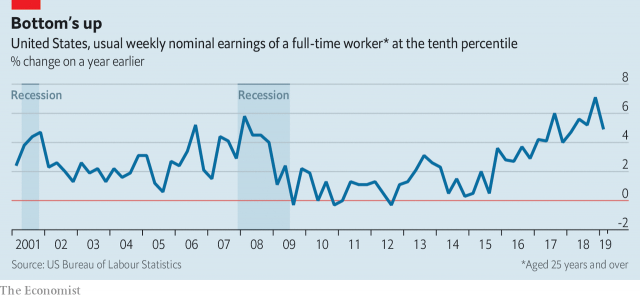 Bottom's up
United States, usual weekly nominal earnings of a full-time worker* at the tenth percentile
% change on a year earlier
8
Recession Recession
6
4
2
0
-2
2001 02 03 04 05 06 07 08 09 10 11 12 13 14 15 16 17 18 19
Source: US Bureau of Labour Statistics *Aged 25 years and over
The Economist